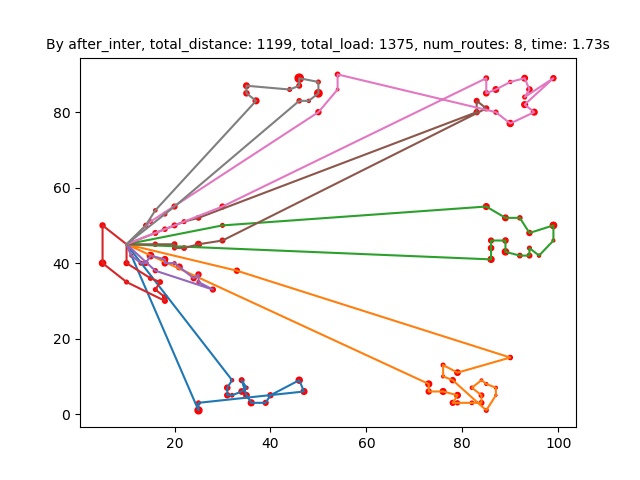 By after_inter, total_distance: 1199, total_load: 1375, num_routes: 8, time: 1.73s
80
60
40
20
0
20 40 60 80 100